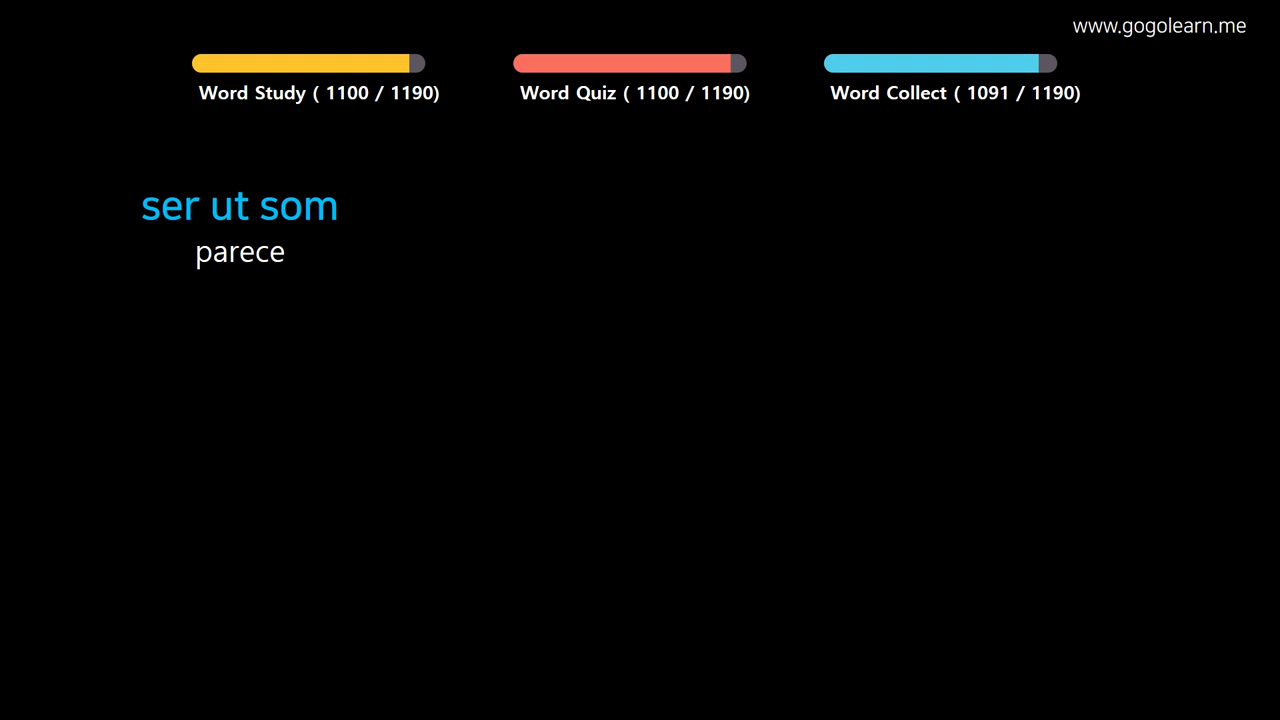 www.gogolearn.me
Word Study ( 1100 / 1190)
Word Quiz ( 1100 / 1190)
Word Collect ( 1091 / 1190)
ser ut som
parece